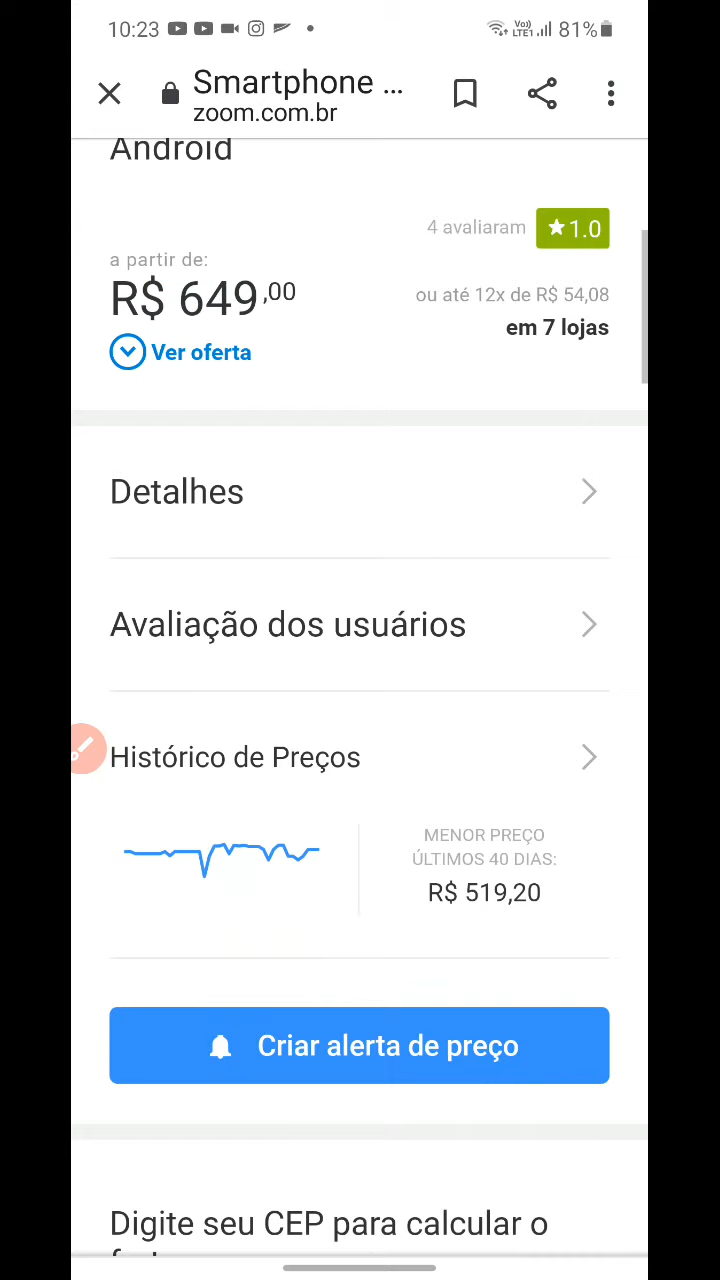 10:23
Vo)) LTE1 81%
Smartphone ...
zoom.com.br
Android
4 avaliaram ★1.0
a partir de:
R$ 649,00
ou até 12x de R$ 54,08
em 7 lojas
Ver oferta
Detalhes
Avaliação dos usuários
Histórico de Preços
MENOR PREÇO
ÚLTIMOS 40 DIAS:
R$ 519,20
Criar alerta de preço
Digite seu CEP para calcular o